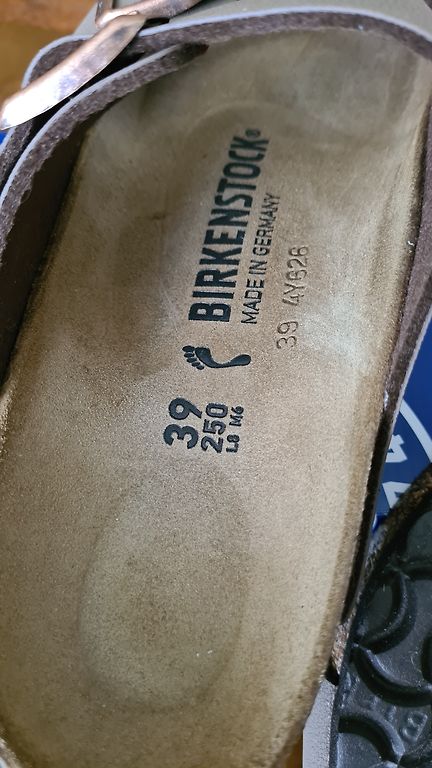 BIRKENSTOCK®
MADE IN GERMANY
39 4Y628
39
250
L8 M6